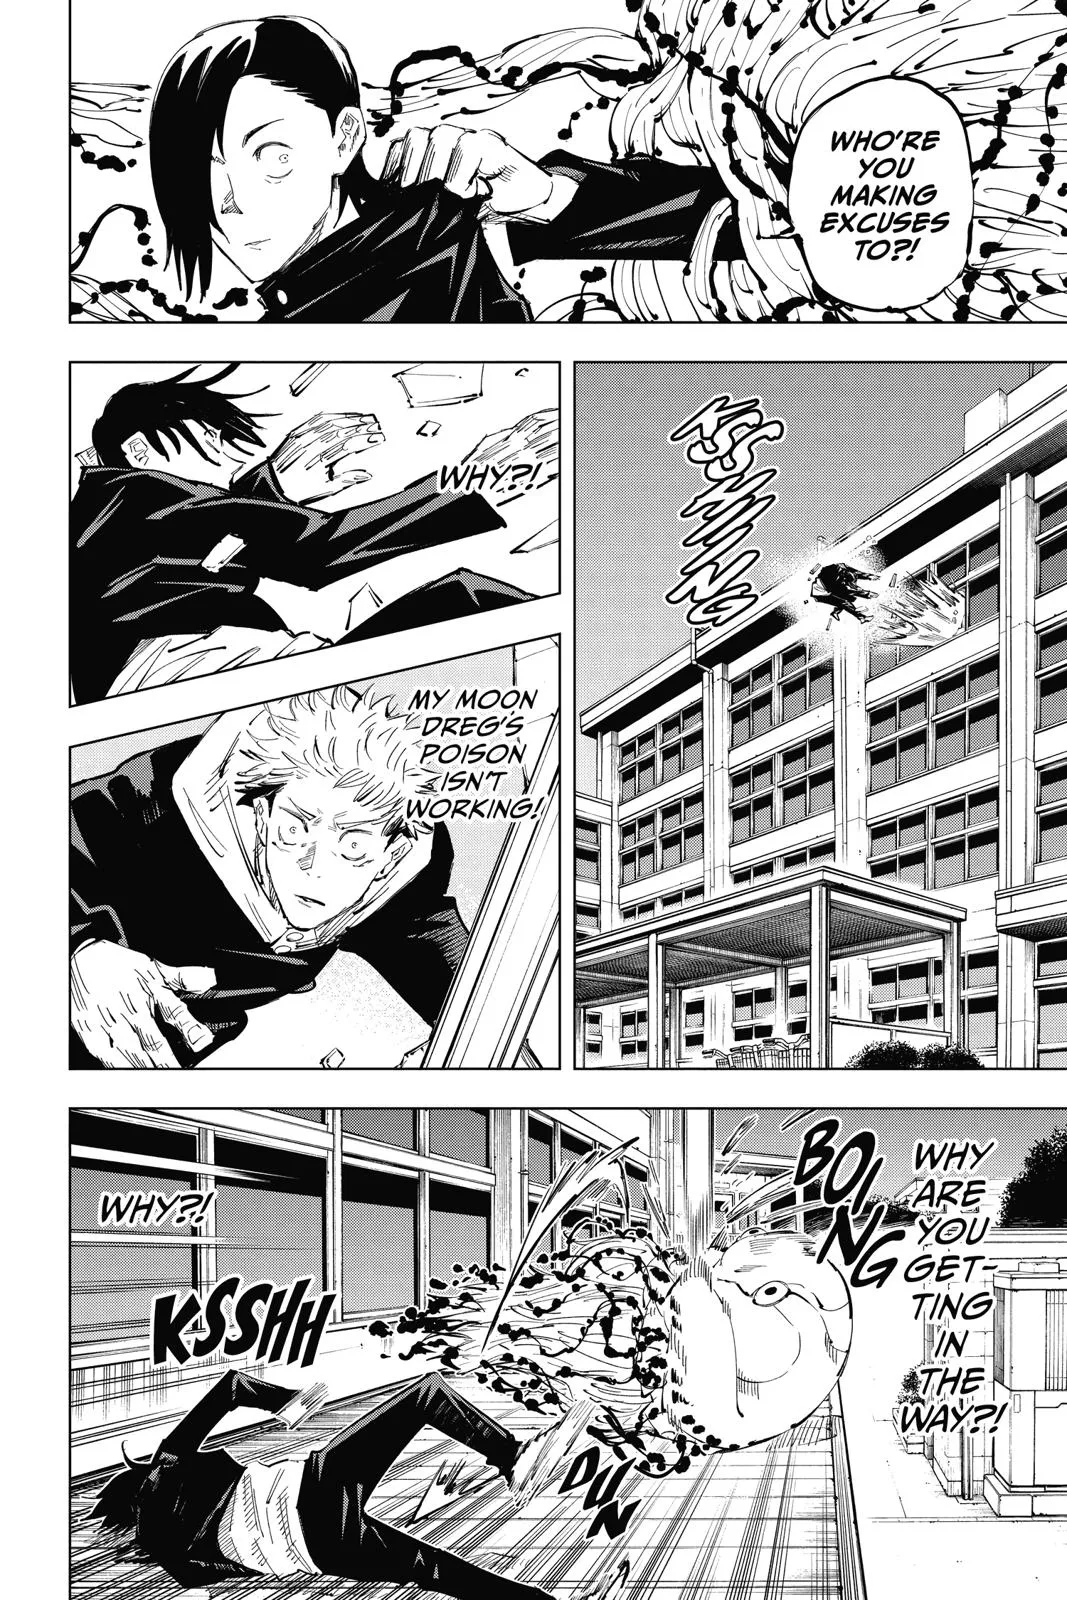 WHO'RE
YOU
MAKING
EXCUSES
TO?!
KSSHHING
WHY?!
MY MOON
DREG'S
POISON
ISN'T
WORKING!
BOING
WHY
ARE
YOU
GET-
TING
IN
THE
WAY?!
WHY?!
KSSHH
DUN